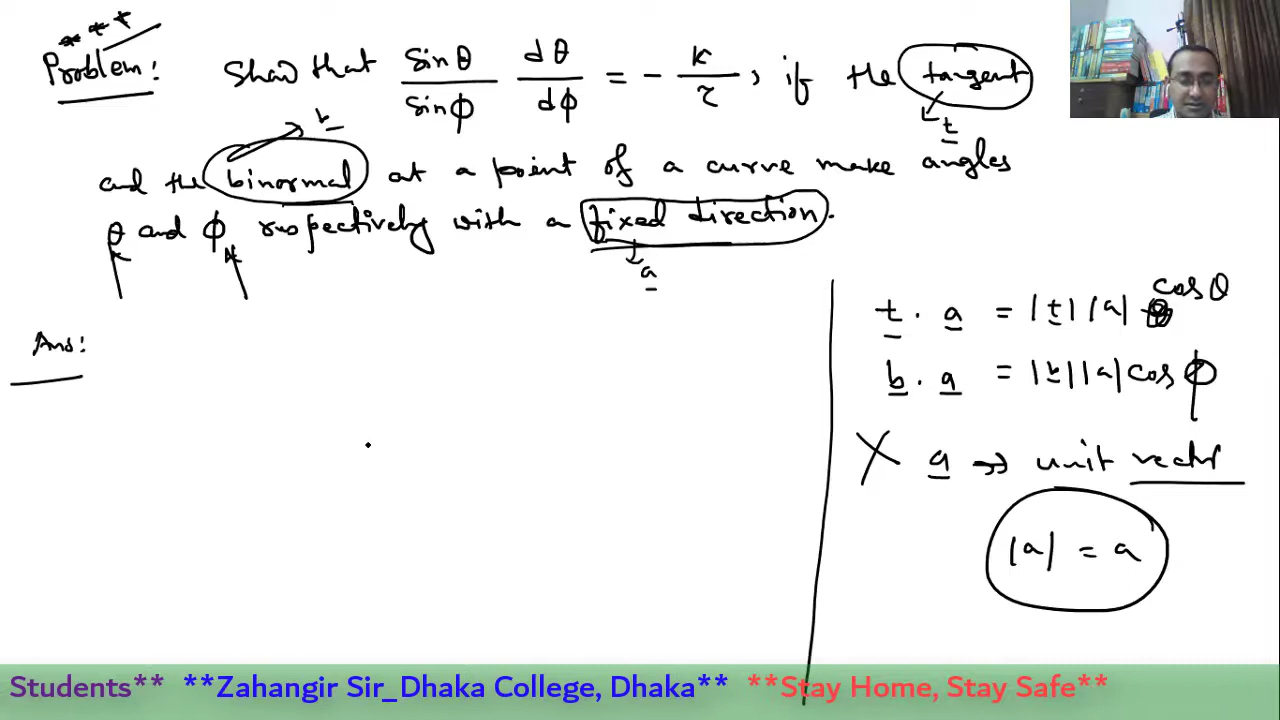 * * *
Problem: Show that sinθ/sinϕ dθ/dϕ = - κ/τ, if the tangent
b
t
and the binormal at a point of a curve make angles
θ and ϕ respectively with a fixed direction.
a
Ans:
t . a = |t| |a| cos θ
b . a = |b| |a| cos ϕ
a → unit vector
|a| = a
Students** **Zahangir Sir_Dhaka College, Dhaka** **Stay Home, Stay Safe**